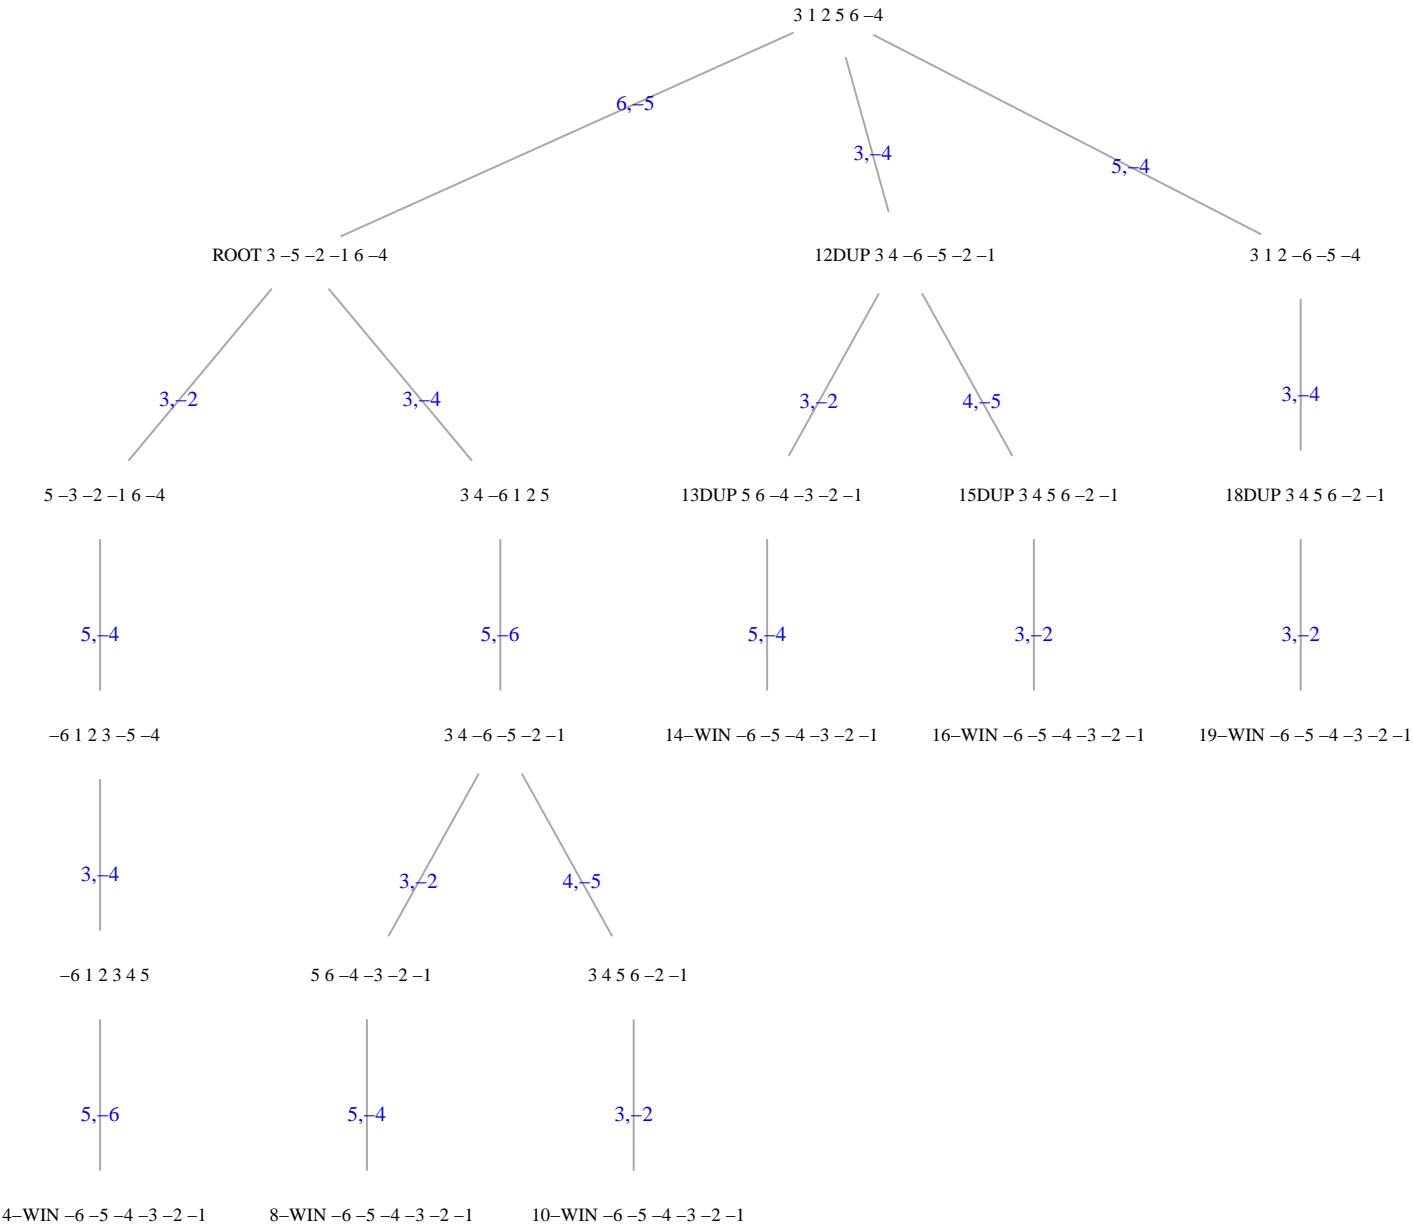 3 1 2 5 6 –4
6,–5
3,–4
5,–4
ROOT 3 –5 –2 –1 6 –4
12DUP 3 4 –6 –5 –2 –1
3 1 2 –6 –5 –4
3,–2
3,–4
3,–2
4,–5
3,–4
5 –3 –2 –1 6 –4
3 4 –6 1 2 5
13DUP 5 6 –4 –3 –2 –1
15DUP 3 4 5 6 –2 –1
18DUP 3 4 5 6 –2 –1
5,–4
5,–6
5,–4
3,–2
3,–2
–6 1 2 3 –5 –4
3 4 –6 –5 –2 –1
14–WIN –6 –5 –4 –3 –2 –1
16–WIN –6 –5 –4 –3 –2 –1
19–WIN –6 –5 –4 –3 –2 –1
3,–4
3,–2
4,–5
–6 1 2 3 4 5
5 6 –4 –3 –2 –1
3 4 5 6 –2 –1
5,–6
5,–4
3,–2
4–WIN –6 –5 –4 –3 –2 –1
8–WIN –6 –5 –4 –3 –2 –1
10–WIN –6 –5 –4 –3 –2 –1